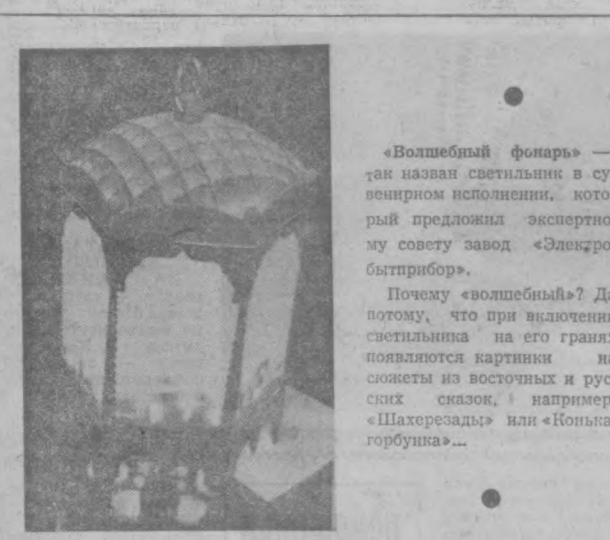 «Волшебный фонарь» —
так назван светильник в су
венирном исполнении, кото
рый предложил экспертно
му совету завод «Электро
бытприбор».
Почему «волшебный»? Да
потому, что при включении
светильника на его гранях
появляются картинки на
сюжеты из восточных и рус
ских сказок, например
«Шахерезады» или «Конька
горбунка»...